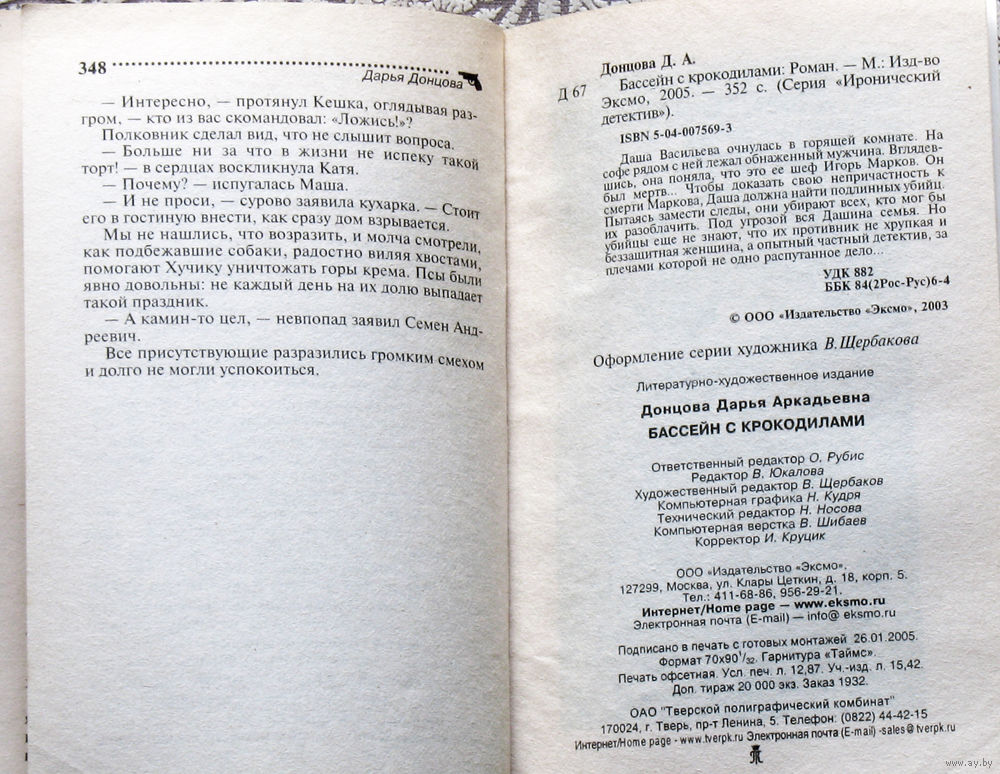 348
Дарья Донцова
— Интересно, — протянул Кешка, оглядывая раз-
гром, — кто из вас скомандовал: «Ложись!»?
Полковник сделал вид, что не слышит вопроса.
— Больше ни за что в жизни не испеку такой
торт! — в сердцах воскликнула Катя.
— Почему? — испугалась Маша.
— И не проси, — сурово заявила кухарка. — Стоит
его в гостиную внести, как сразу дом взрывается.
Мы не нашлись, что возразить, и молча смотрели,
как подбежавшие собаки, радостно виляя хвостами,
помогают Хучику уничтожать горы крема. Псы были
явно довольны: не каждый день на их долю выпадает
такой праздник.
— А камин-то цел, — невпопад заявил Семен Анд-
реевич.
Все присутствующие разразились громким смехом
и долго не могли успокоиться.
Донцова Д. А.
Д 67
Бассейн с крокодилами: Роман. — М.: Изд-во
Эксмо, 2005. — 352 с. (Серия «Иронический
детектив»).
ISBN 5-04-007569-3
Даша Васильева очнулась в горящей комнате. На
софе рядом с ней лежал обнаженный мужчина. Вглядев-
шись, она поняла, что это ее шеф Игорь Марков. Он
был мертв... Чтобы доказать свою непричастность к
смерти Маркова, Даша должна найти подлинных убийц.
Пытаясь замести следы, они убирают всех, кто мог бы
их разоблачить. Под угрозой вся Дашина семья. Но
убийцы еще не знают, что их противник не хрупкая и
беззащитная женщина, а опытный частный детектив, за
плечами которой не одно распутанное дело...
УДК 882
ББК 84(2Рос-Рус)6-4
© ООО «Издательство «Эксмо», 2003
Оформление серии художника В. Щербакова
Литературно-художественное издание
Донцова Дарья Аркадьевна
БАССЕЙН С КРОКОДИЛАМИ
Ответственный редактор О. Рубис
Редактор В. Юкалова
Художественный редактор В. Щербаков
Компьютерная графика Н. Кудря
Технический редактор Н. Носова
Компьютерная верстка В. Шибаев
Корректор И. Круцик
ООО «Издательство «Эксмо».
127299, Москва, ул. Клары Цеткин, д. 18, корп. 5.
Тел.: 411-68-86, 956-29-21.
Интернет/Home page — www.eksmo.ru
Электронная почта (E-mail) — info@ eksmo.ru
Подписано в печать с готовых монтажей 26.01.2005.
Формат 70x90 1/32. Гарнитура «Таймс».
Печать офсетная. Усл. печ. л. 12,87. Уч.-изд. л. 15,42.
Доп. тираж 20 000 экз. Заказ 1932.
ОАО "Тверской полиграфический комбинат"
170024, г. Тверь, пр-т Ленина, 5. Телефон: (0822) 44-42-15
Интернет/Home page - www.tverpk.ru Электронная почта (E-mail) -sales@ tverpk.ru
www.ay.by